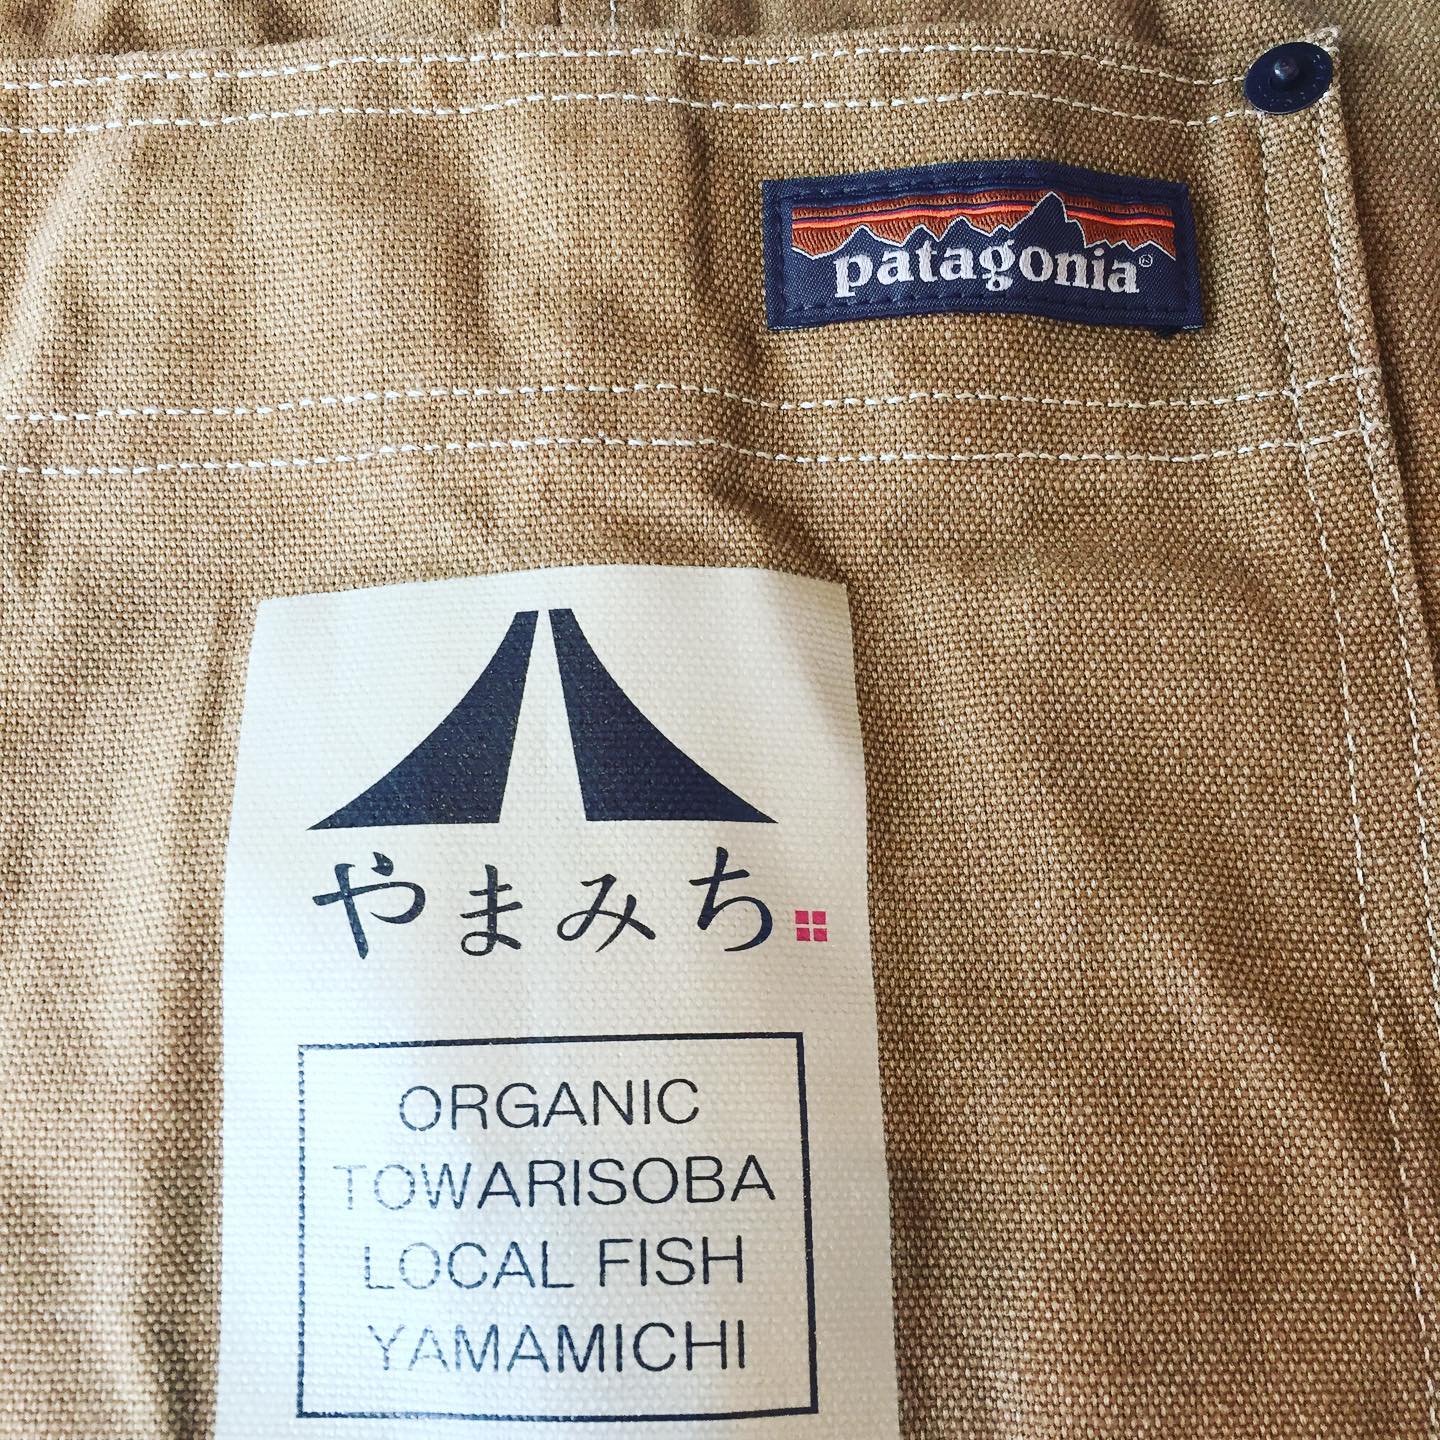 patagonia®
やまみち
ORGANIC
TOWARISOBA
LOCAL FISH
YAMAMICHI